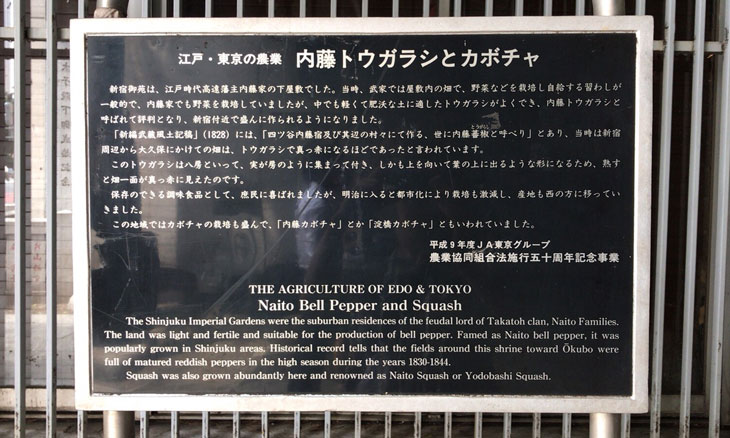 江戸・東京の農業 内藤トウガラシとカボチャ
新宿御苑は、江戸時代高遠藩主内藤家の下屋敷でした。当時、武家では屋敷内の畑で、野菜などを栽培し自給する習わしが
一般的で、内藤家でも野菜を栽培していましたが、中でも軽くて肥沃な土に適したトウガラシがよくでき、内藤トウガラシと
呼ばれて評判となり、新宿付近で盛んに作られるようになりました。
「新編武蔵風土記稿」(1828) には、「四ツ谷内藤宿及び其辺の村々にて作る、世に内藤蕃椒と呼べり」とあり、当時は新宿
周辺から大久保にかけての畑は、トウガラシで真っ赤になるほどであったと言われています。
このトウガラシは八房といって、実が房のように集まって付き、しかも上を向いて葉の上に出るような形になるため、熟す
と畑一面が真っ赤に見えたのです。
保存のできる調味食品として、庶民に喜ばれましたが、明治に入ると都市化により栽培も激減し、産地も西の方に移ってい
きました。
この地域ではカボチャの栽培も盛んで、「内藤カボチャ」とか「淀橋カボチャ」ともいわれていました。
平成9年度JA東京グループ
農業協同組合法施行五十周年記念事業
THE AGRICULTURE OF EDO & TOKYO
Naito Bell Pepper and Squash
The Shinjuku Imperial Gardens were the suburban residences of the feudal lord of Takatoh clan, Naito Families.
The land was light and fertile and suitable for the production of bell pepper. Famed as Naito bell pepper, it was
popularly grown in Shinjuku areas. Historical record tells that the fields around this shrine toward Ōkubo were
full of matured reddish peppers in the high season during the years 1830-1844.
Squash was also grown abundantly here and renowned as Naito Squash or Yodobashi Squash.